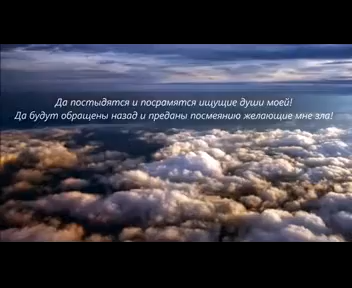 Да постыдятся и посрамятся ищущие души моей!
Да будут обращены назад и преданы посмеянию желающие мне зла!